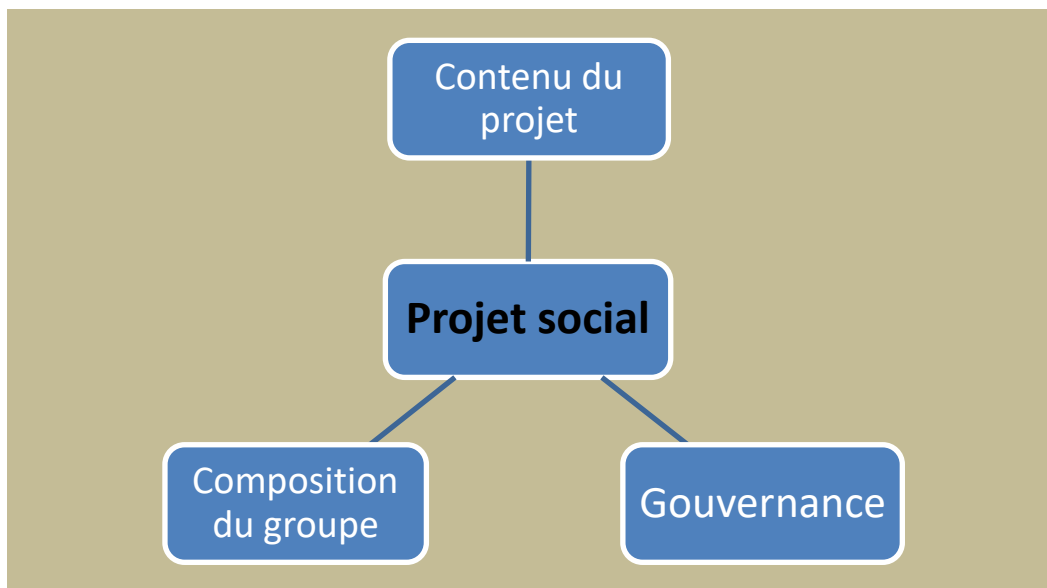 Contenu du
projet
Projet social
Composition
du groupe
Gouvernance